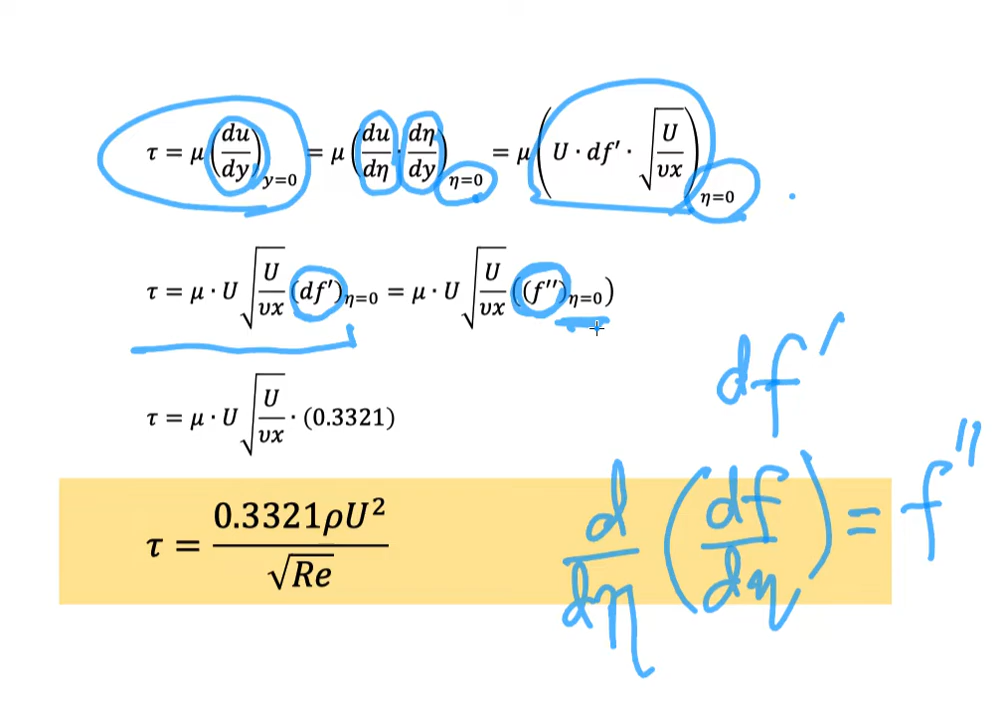 τ = μ(du/dy)_{y=0} = μ(du/dη · dη/dy)_{η=0} = μ(U · df′ · √(U/υx))_{η=0} .
τ = μ · U √(U/υx) (df′)_{η=0} = μ · U √(U/υx) ((f″)_{η=0})
df′
τ = μ · U √(U/υx) · (0.3321)
d/dη (df/dη) = f″
τ = 0.3321ρU²/√Re